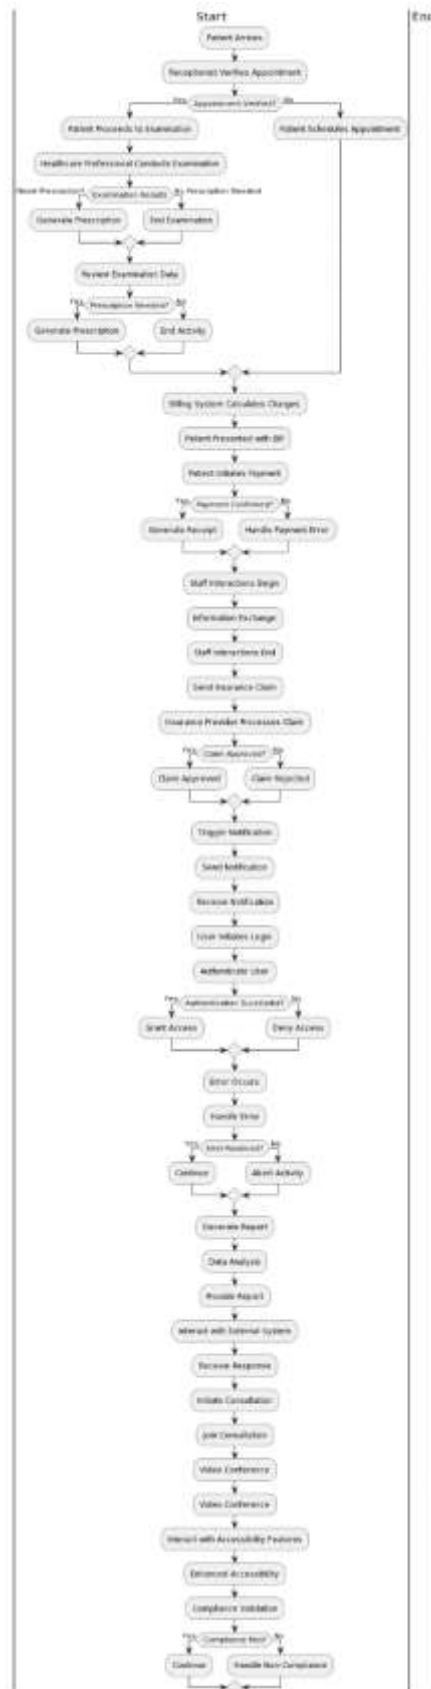 Start
End
Patient Arrives
Receptionist Verifies Appointment
Yes
Appointment Verified?
No
Patient Proceeds to Examination
Patient Schedules Appointment
Healthcare Professional Conducts Examination
Need Prescription?
Examination Results
No Prescription Needed
Generate Prescription
End Examination
Review Examination Data
Yes
Prescription Needed?
No
Generate Prescription
End Activity
Billing System Calculates Charges
Patient Presented with Bill
Patient Initiates Payment
Yes
Payment Confirmed?
No
Generate Receipt
Handle Payment Error
Staff Interactions Begin
Information Exchange
Staff Interactions End
Send Insurance Claim
Insurance Provider Processes Claim
Yes
Claim Approved?
No
Claim Approved
Claim Rejected
Trigger Notification
Send Notification
Receive Notification
User Initiates Login
Authenticate User
Yes
Authentication Successful?
No
Grant Access
Deny Access
Error Occurs
Handle Error
Yes
Error Resolved?
No
Continue
Abort Activity
Generate Report
Data Analysis
Provide Report
Interact with External System
Receive Response
Initiate Consultation
Join Consultation
Video Conference
Video Conference
Interact with Accessibility Features
Enhanced Accessibility
Compliance Validation
Yes
Compliance Met?
No
Continue
Handle Non-Compliance